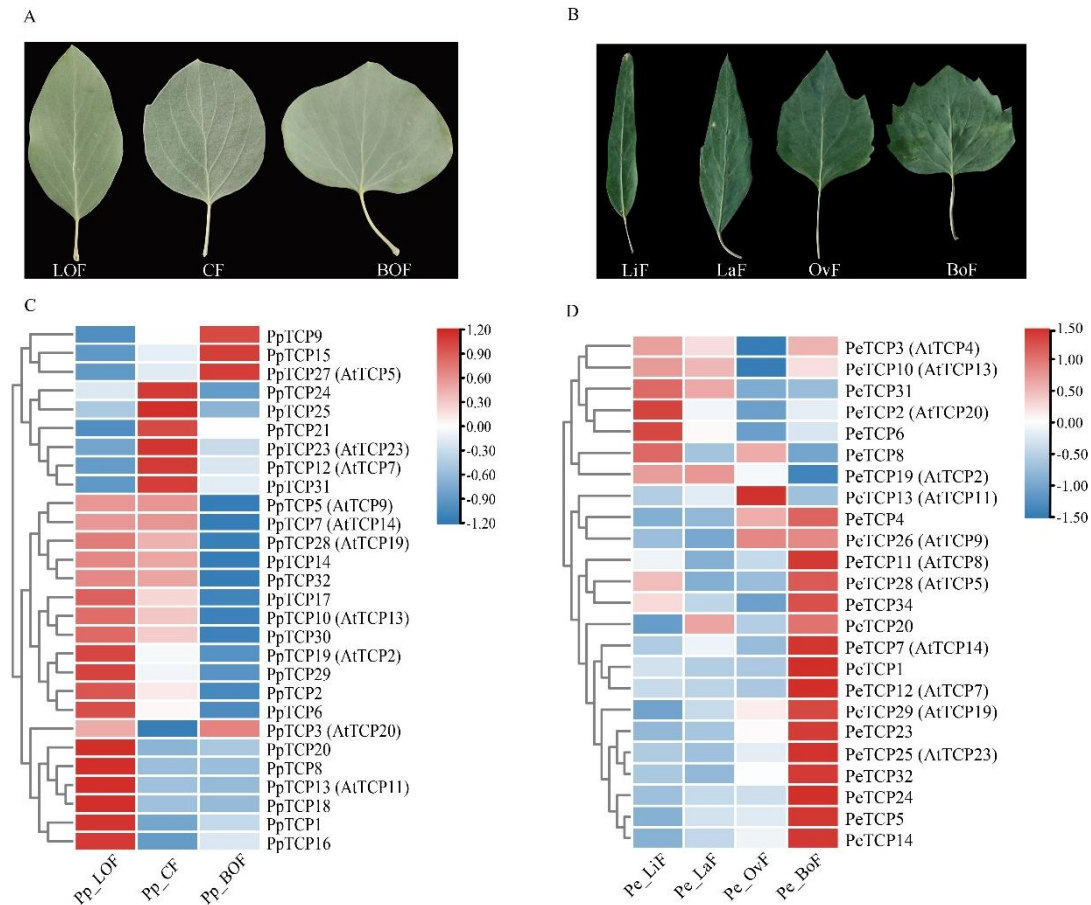 A
B
LOF
CF
BOF
LiF
LaF
OvF
BoF
C
PpTCP9
PpTCP15
PpTCP27 (AtTCP5)
PpTCP24
PpTCP25
PpTCP21
PpTCP23 (AtTCP23)
PpTCP12 (AtTCP7)
PpTCP31
PpTCP5 (AtTCP9)
PpTCP7 (AtTCP14)
PpTCP28 (AtTCP19)
PpTCP14
PpTCP32
PpTCP17
PpTCP10 (AtTCP13)
PpTCP30
PpTCP19 (AtTCP2)
PpTCP29
PpTCP2
PpTCP6
PpTCP3 (AtTCP20)
PpTCP20
PpTCP8
PpTCP13 (AtTCP11)
PpTCP18
PpTCP1
PpTCP16
Pp_LOF
Pp_CF
Pp_BOF
1.20
0.90
0.60
0.30
0.00
-0.30
-0.60
-0.90
-1.20
D
PeTCP3 (AtTCP4)
PeTCP10 (AtTCP13)
PeTCP31
PeTCP2 (AtTCP20)
PeTCP6
PeTCP8
PeTCP19 (AtTCP2)
PeTCP13 (AtTCP11)
PeTCP4
PeTCP26 (AtTCP9)
PeTCP11 (AtTCP8)
PeTCP28 (AtTCP5)
PeTCP34
PeTCP20
PeTCP7 (AtTCP14)
PeTCP1
PeTCP12 (AtTCP7)
PeTCP29 (AtTCP19)
PeTCP23
PeTCP25 (AtTCP23)
PeTCP32
PeTCP24
PeTCP5
PeTCP14
Pe_LiF
Pe_LaF
Pe_OvF
Pe_BoF
1.50
1.00
0.50
0.00
-0.50
-1.00
-1.50